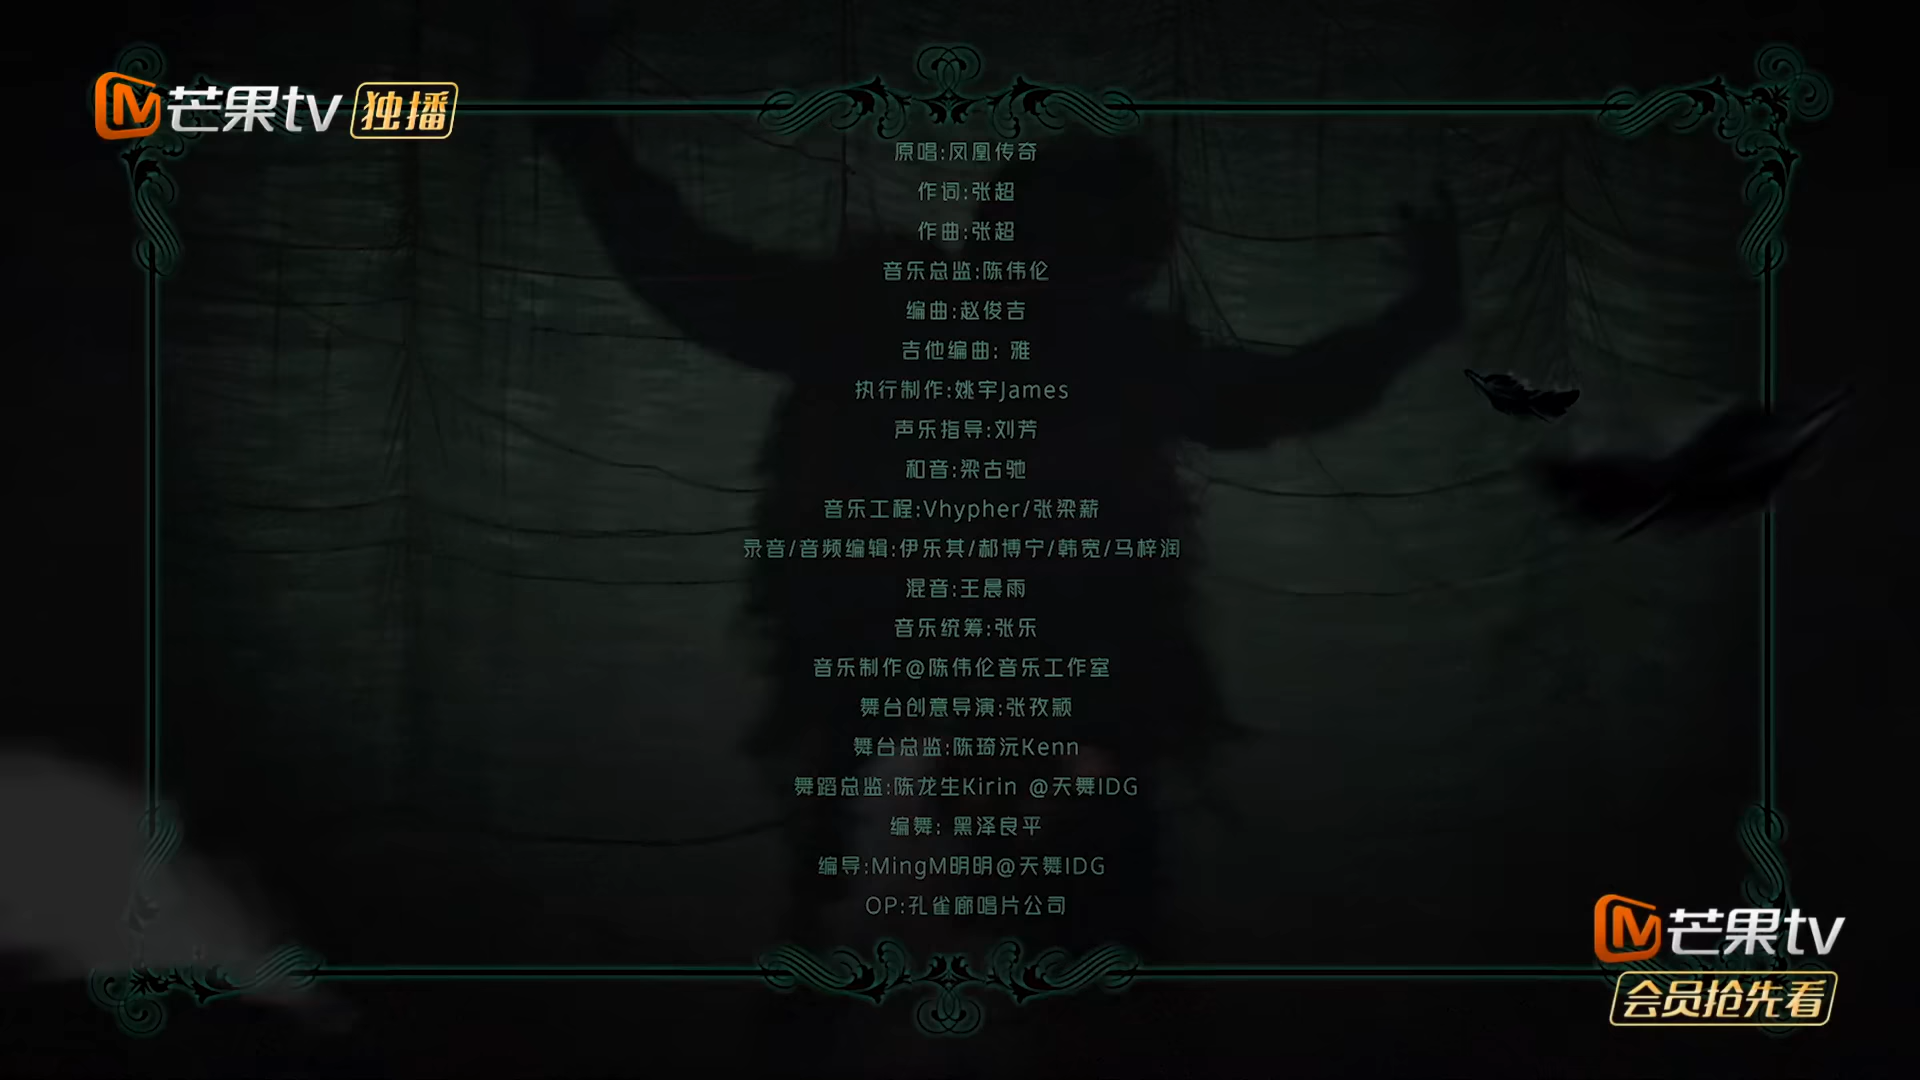 芒果tv 独播
原唱:凤凰传奇
作词:张超
作曲:张超
音乐总监:陈伟伦
编曲:赵俊吉
吉他编曲: 雅
执行制作:姚宇James
声乐指导:刘芳
和音:梁古驰
音乐工程:Vhypher/张梁薪
录音/音频编辑:伊乐其/郝博宁/韩宽/马梓润
混音:王晨雨
音乐统筹:张乐
音乐制作@陈伟伦音乐工作室
舞台创意导演:张孜颖
舞台总监:陈琦沅Kenn
舞蹈总监:陈龙生Kirin @天舞IDG
编舞: 黑泽良平
编导:MingM明明@天舞IDG
OP:孔雀廊唱片公司
芒果tv
会员抢先看